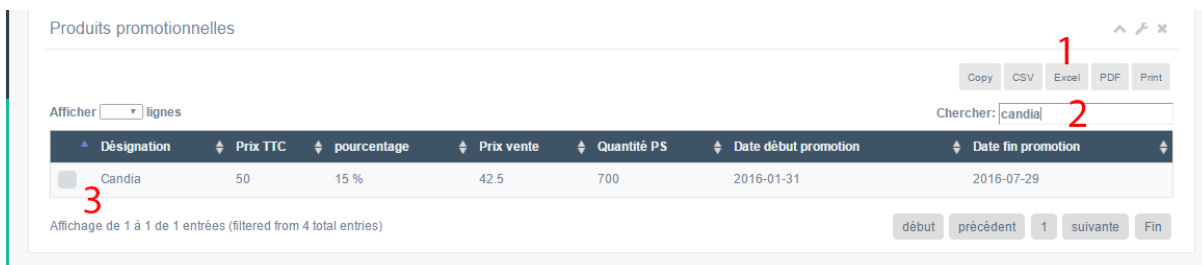 Produits promotionnelles
1
Copy CSV Excel PDF Print
Afficher lignes
Chercher: candia 2
Désignation Prix TTC pourcentage Prix vente Quantité PS Date début promotion Date fin promotion
Candia 50 15 % 42.5 700 2016-01-31 2016-07-29
3
Affichage de 1 à 1 de 1 entrées (filtered from 4 total entries)
début précédent 1 suivante Fin